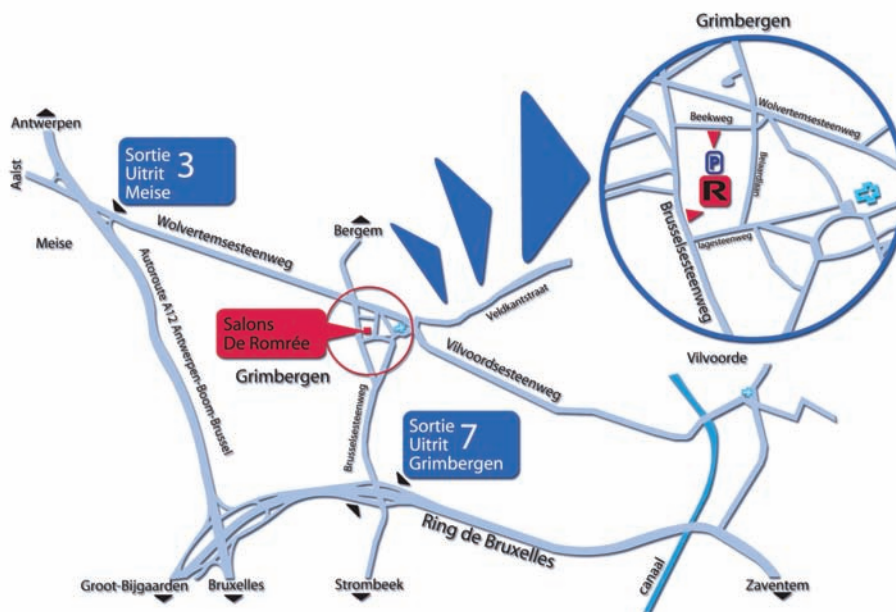 Grimbergen
Antwerpen
Aalst
Sortie
Uitrit
Meise
3
Meise
Wolvertemsesteenweg
Bergem
Beekweg
Wolvertemsesteenweg
P
R
Brusselsesteenweg
lagesteenweg
Autoroute A12 Antwerpen-Boom-Brussel
Salons
De Romrée
Grimbergen
Veldkantstraat
Vilvoordsesteenweg
Vilvoorde
Brusselsesteenweg
Sortie
Uitrit
Grimbergen
7
Ring de Bruxelles
canaal
Groot-Bijgaarden
Bruxelles
Strombeek
Zaventem